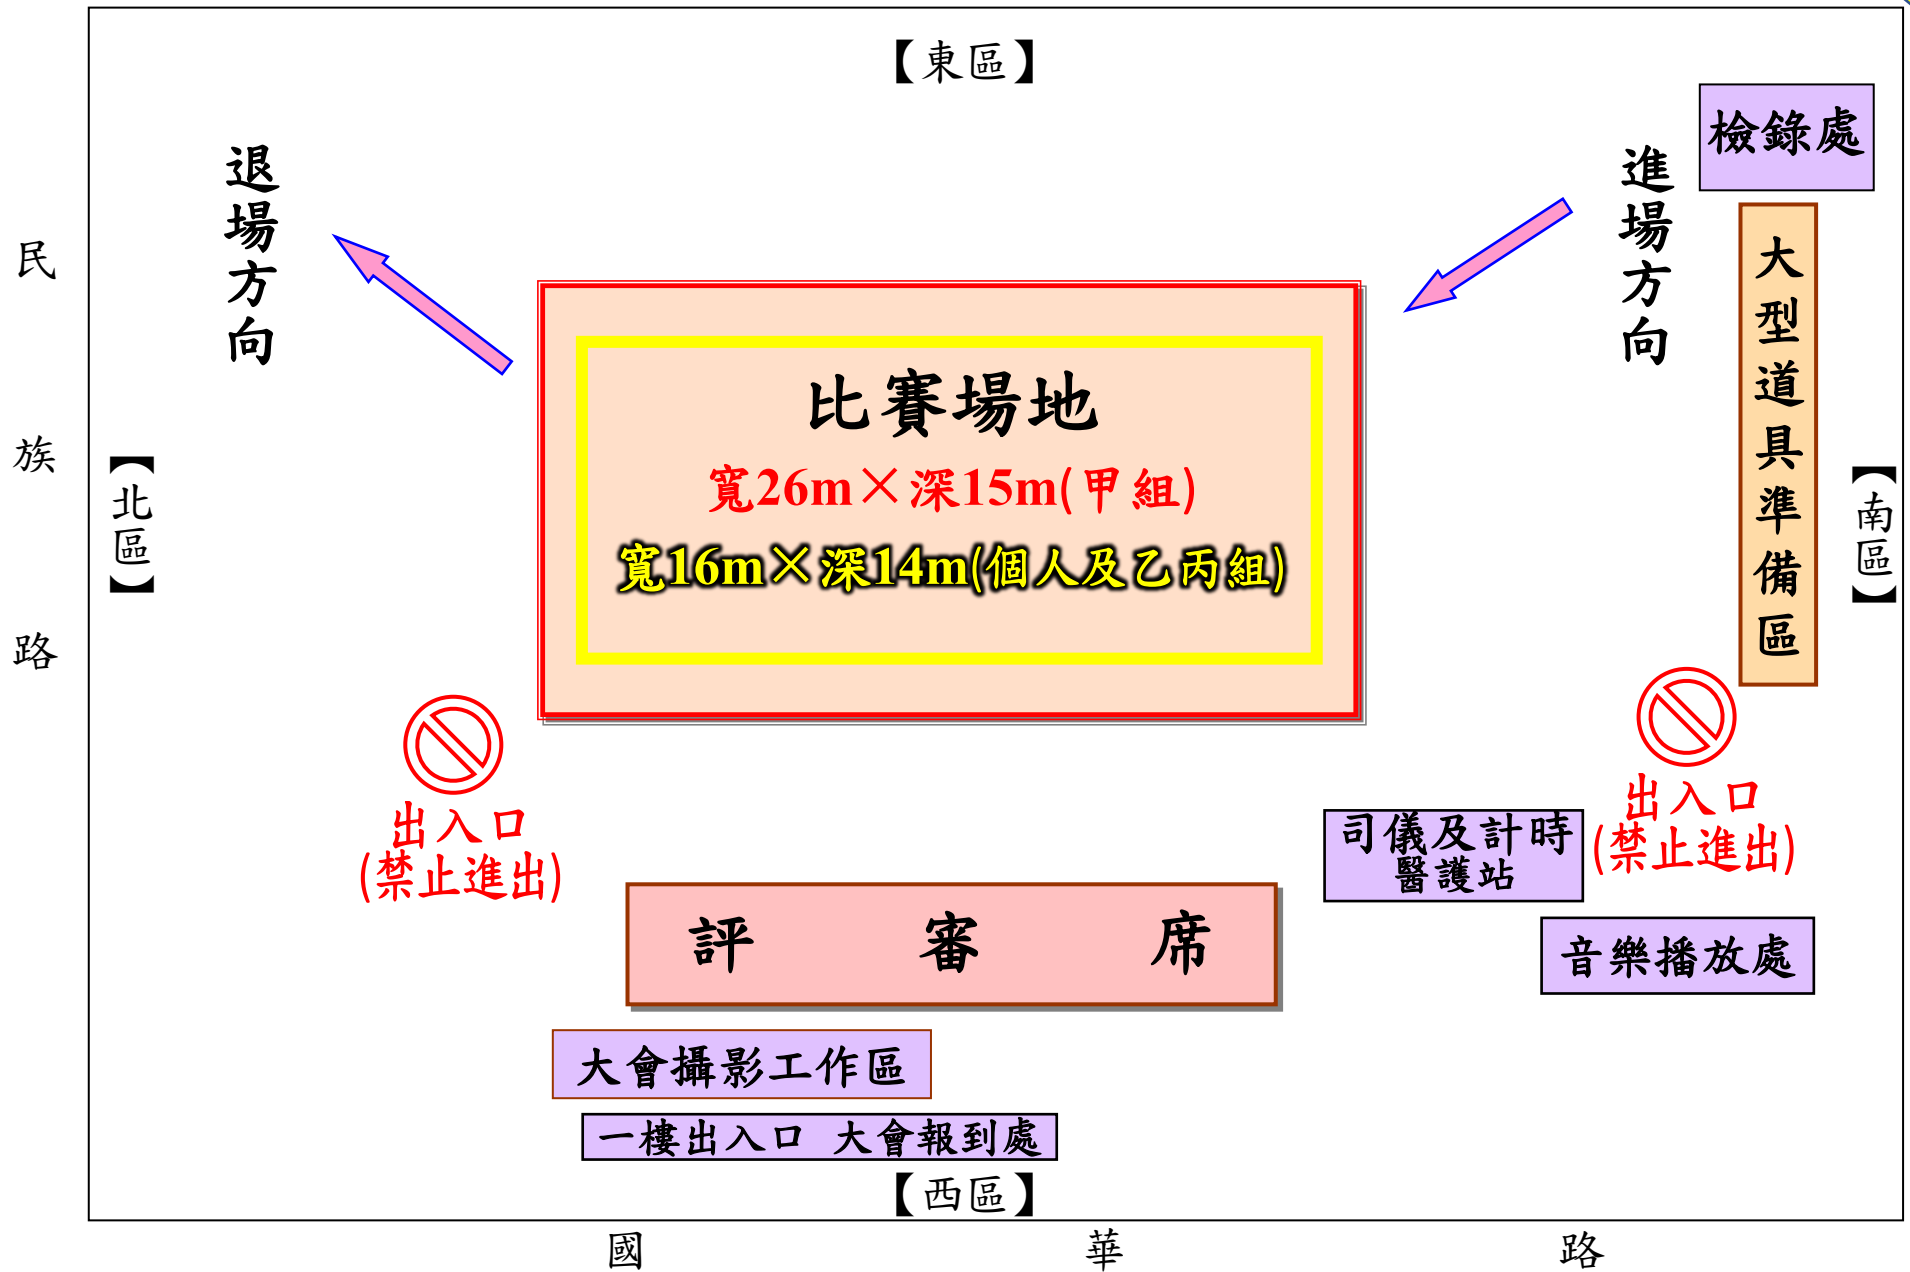 【東區】
檢錄處
退場方向
進場方向
大型道具準備區
民族路
【北區】
【南區】
比賽場地
寬26m×深15m(甲組)
寬16m×深14m(個人及乙丙組)
出入口
(禁止進出)
出入口
(禁止進出)
司儀及計時
醫護站
評審席
音樂播放處
大會攝影工作區
一樓出入口 大會報到處
【西區】
國華路